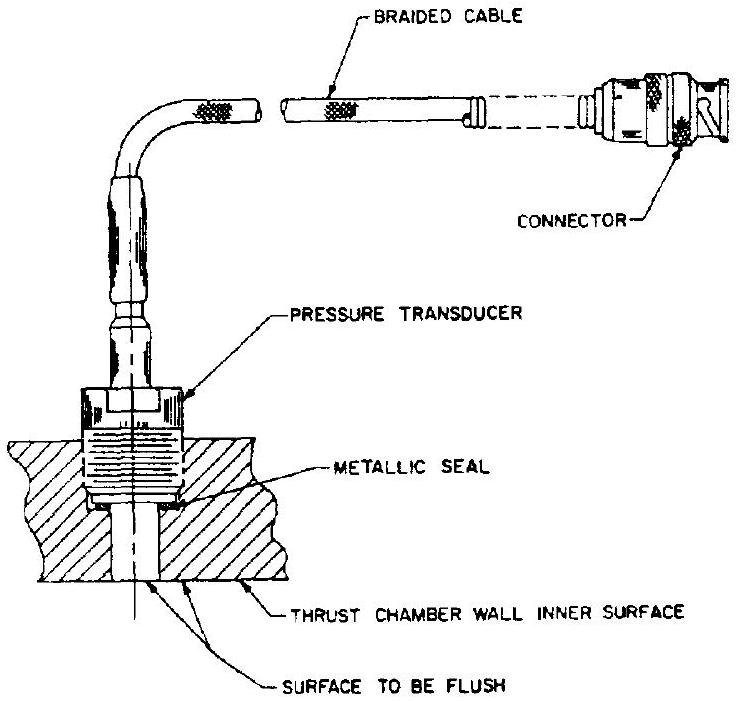 BRAIDED CABLE
CONNECTOR
PRESSURE TRANSDUCER
METALLIC SEAL
THRUST CHAMBER WALL INNER SURFACE
SURFACE TO BE FLUSH